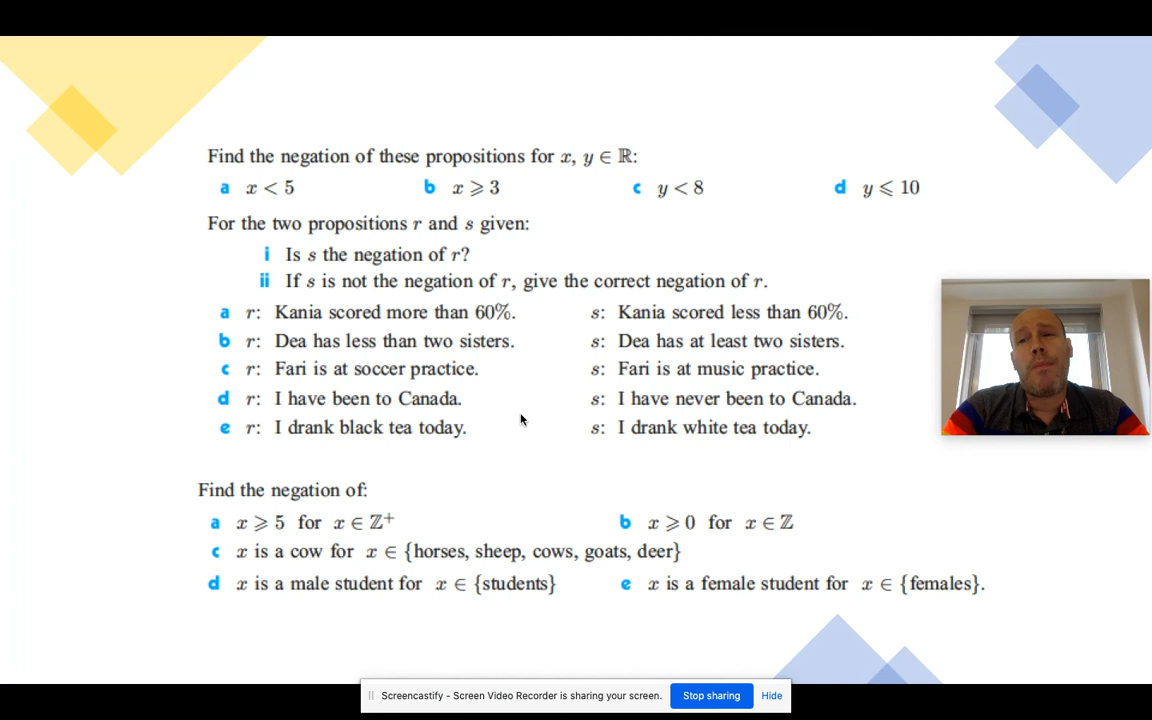 Find the negation of these propositions for x, y ∈ ℝ:
a x < 5 b x ⩾ 3 c y < 8 d y ⩽ 10
For the two propositions r and s given:
i Is s the negation of r?
ii If s is not the negation of r, give the correct negation of r.
a r: Kania scored more than 60%. s: Kania scored less than 60%.
b r: Dea has less than two sisters. s: Dea has at least two sisters.
c r: Fari is at soccer practice. s: Fari is at music practice.
d r: I have been to Canada. s: I have never been to Canada.
e r: I drank black tea today. s: I drank white tea today.
Find the negation of:
a x ⩾ 5 for x ∈ ℤ⁺ b x ⩾ 0 for x ∈ ℤ
c x is a cow for x ∈ {horses, sheep, cows, goats, deer}
d x is a male student for x ∈ {students} e x is a female student for x ∈ {females}.
Screencastify - Screen Video Recorder is sharing your screen. Stop sharing Hide